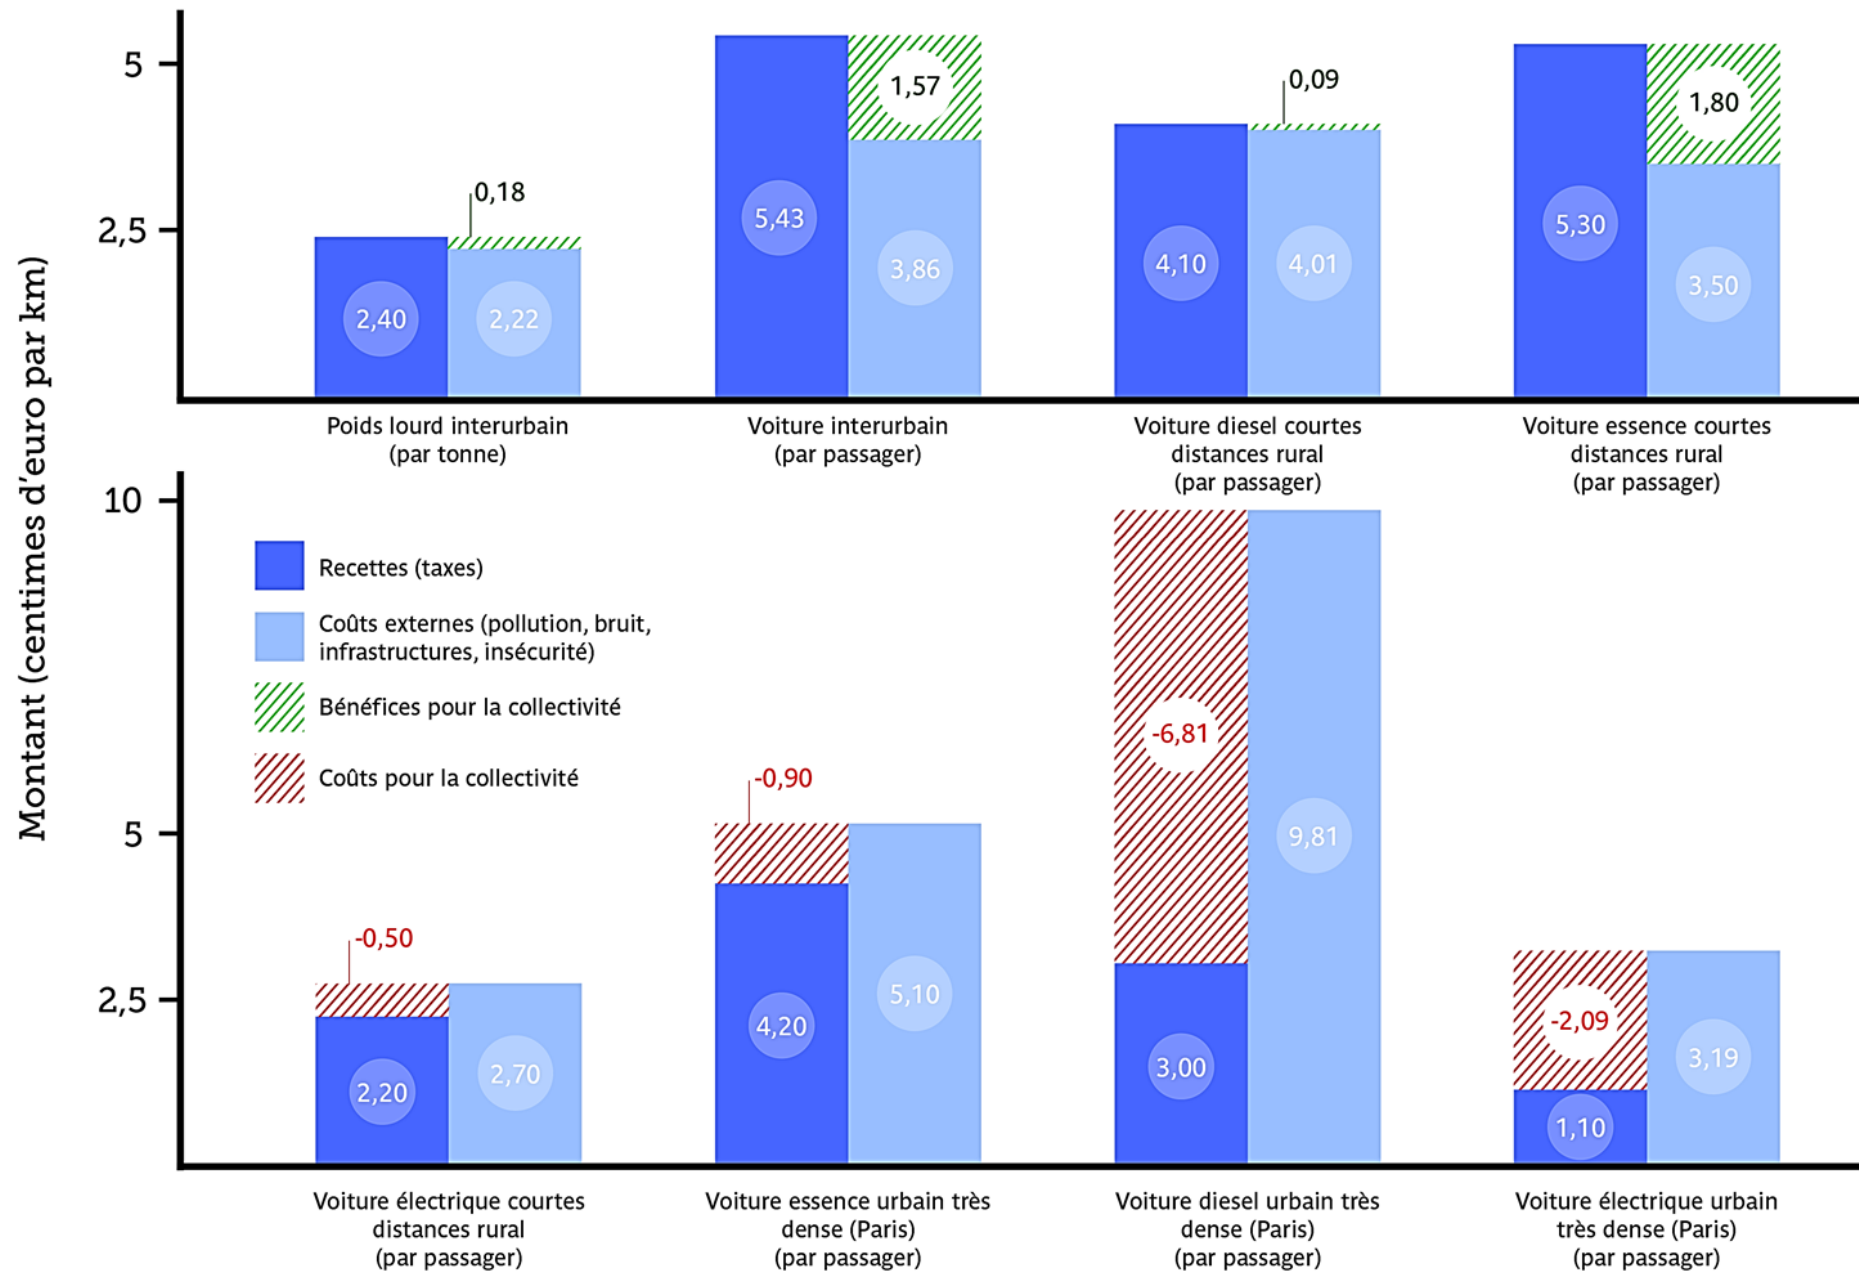 Montant (centimes d’euro par km)
5
2,5
0,18
2,40
2,22
1,57
5,43
3,86
0,09
4,10
4,01
1,80
5,30
3,50
Poids lourd interurbain
(par tonne)
Voiture interurbain
(par passager)
Voiture diesel courtes
distances rural
(par passager)
Voiture essence courtes
distances rural
(par passager)
10
5
2,5
Recettes (taxes)
Coûts externes (pollution, bruit,
infrastructures, insécurité)
Bénéfices pour la collectivité
Coûts pour la collectivité
-0,50
2,20
2,70
-0,90
4,20
5,10
-6,81
3,00
9,81
-2,09
1,10
3,19
Voiture électrique courtes
distances rural
(par passager)
Voiture essence urbain très
dense (Paris)
(par passager)
Voiture diesel urbain très
dense (Paris)
(par passager)
Voiture électrique urbain
très dense (Paris)
(par passager)